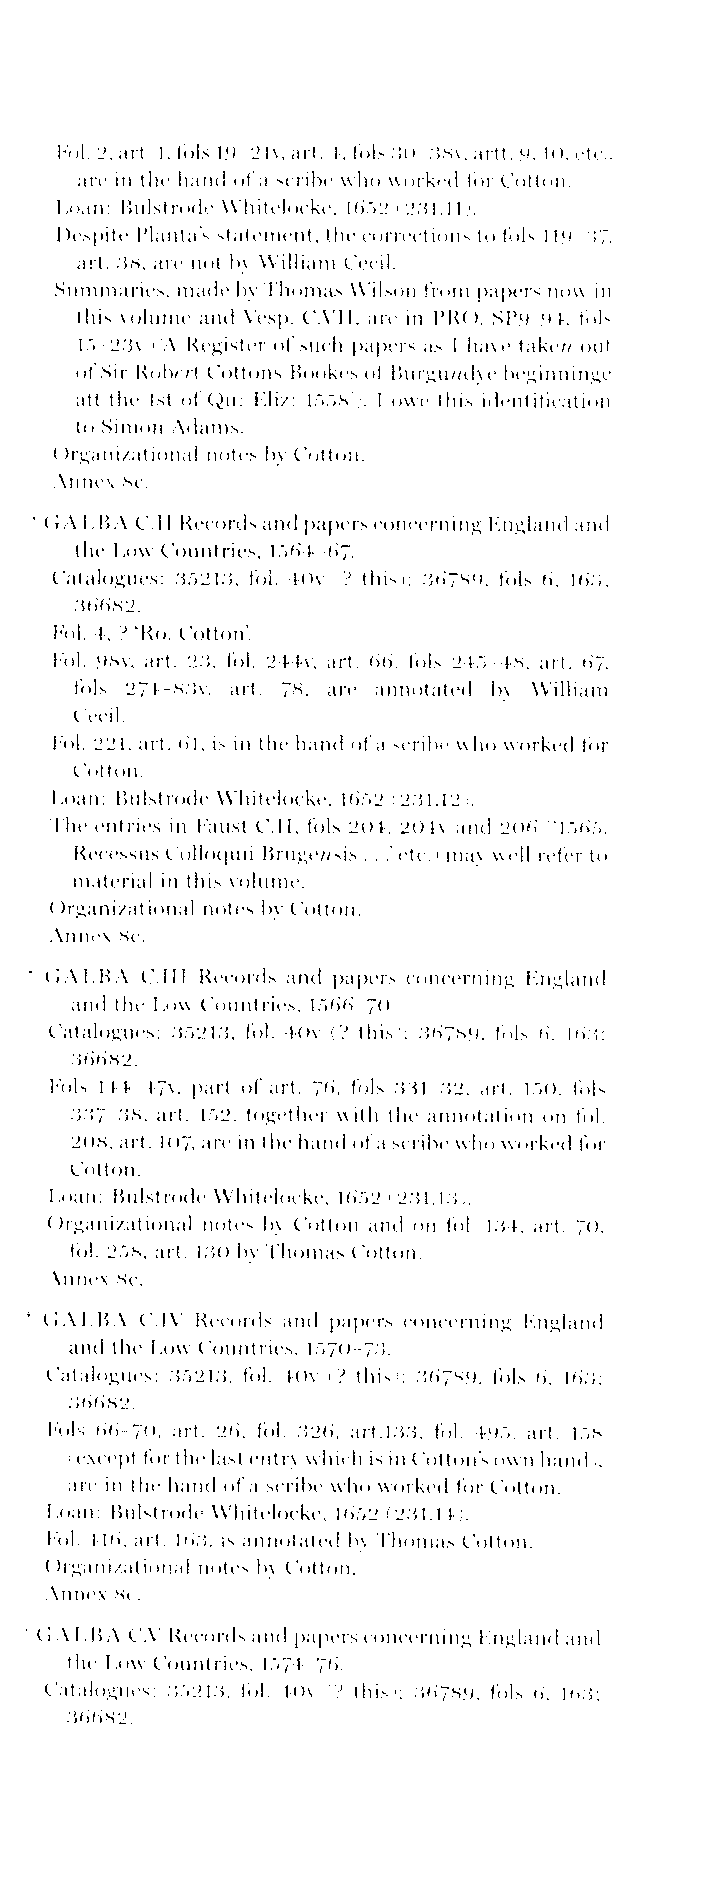 Fol. 2, art. 1, fols 19–21v, art. 4, fols 30–38v, artt. 9, 10, etc.,
are in the hand of a scribe who worked for Cotton.
Loan: Bulstrode Whitelocke, 1652 (231.11).
Despite Planta's statement, the corrections to fols 119–37,
art. 38, are not by William Cecil.
Summaries, made by Thomas Wilson from papers now in
this volume and Vesp. C.VII, are in PRO, SP9/94, fols
15–23v ('A Register of such papers as I have taken out
of Sir Robert Cottons Bookes of Burgundye beginninge
att the 1st of Qu: Eliz: 1558'). I owe this identification
to Simon Adams.
Organizational notes by Cotton.
Annex 8c.
* GALBA C.II Records and papers concerning England and
the Low Countries, 1564–67.
Catalogues: 35213, fol. 40v (? this); 36789, fols 6, 163;
36682.
Fol. 4, ? 'Ro. Cotton'.
Fol. 98v, art. 23, fol. 244v, art. 66, fols 245–48, art. 67,
fols 274–83v, art. 78, are annotated by William
Cecil.
Fol. 221, art. 61, is in the hand of a scribe who worked for
Cotton.
Loan: Bulstrode Whitelocke, 1652 (231.12).
The entries in Faust C.II, fols 204, 204v and 206 ('1565,
Recessus Colloqui Brugensis . . .' etc.) may well refer to
material in this volume.
Organizational notes by Cotton.
Annex 8c.
* GALBA C.III Records and papers concerning England
and the Low Countries, 1566–70
Catalogues: 35213, fol. 40v (? this); 36789, fols 6, 163;
36682.
Fols 144–47v, part of art. 76, fols 331–32, art. 150, fols
337–38, art. 152, together with the annotation on fol.
208, art. 107, are in the hand of a scribe who worked for
Cotton.
Loan: Bulstrode Whitelocke, 1652 (231.13).
Organizational notes by Cotton and on fol. 134, art. 70,
fol. 258, art. 130 by Thomas Cotton.
Annex 8c.
* GALBA C.IV Records and papers concerning England
and the Low Countries, 1570–73.
Catalogues: 35213, fol. 40v (? this); 36789, fols 6, 163;
36682.
Fols 66–70, art. 26, fol. 326, art.133, fol. 495, art. 158
(except for the last entry which is in Cotton's own hand),
are in the hand of a scribe who worked for Cotton.
Loan: Bulstrode Whitelocke, 1652 (231.14).
Fol. 416, art. 163, is annotated by Thomas Cotton.
Organizational notes by Cotton.
Annex 8c.
* GALBA C.V Records and papers concerning England and
the Low Countries, 1574–76.
Catalogues: 35213, fol. 40v (? this); 36789, fols 6, 163;
36682.